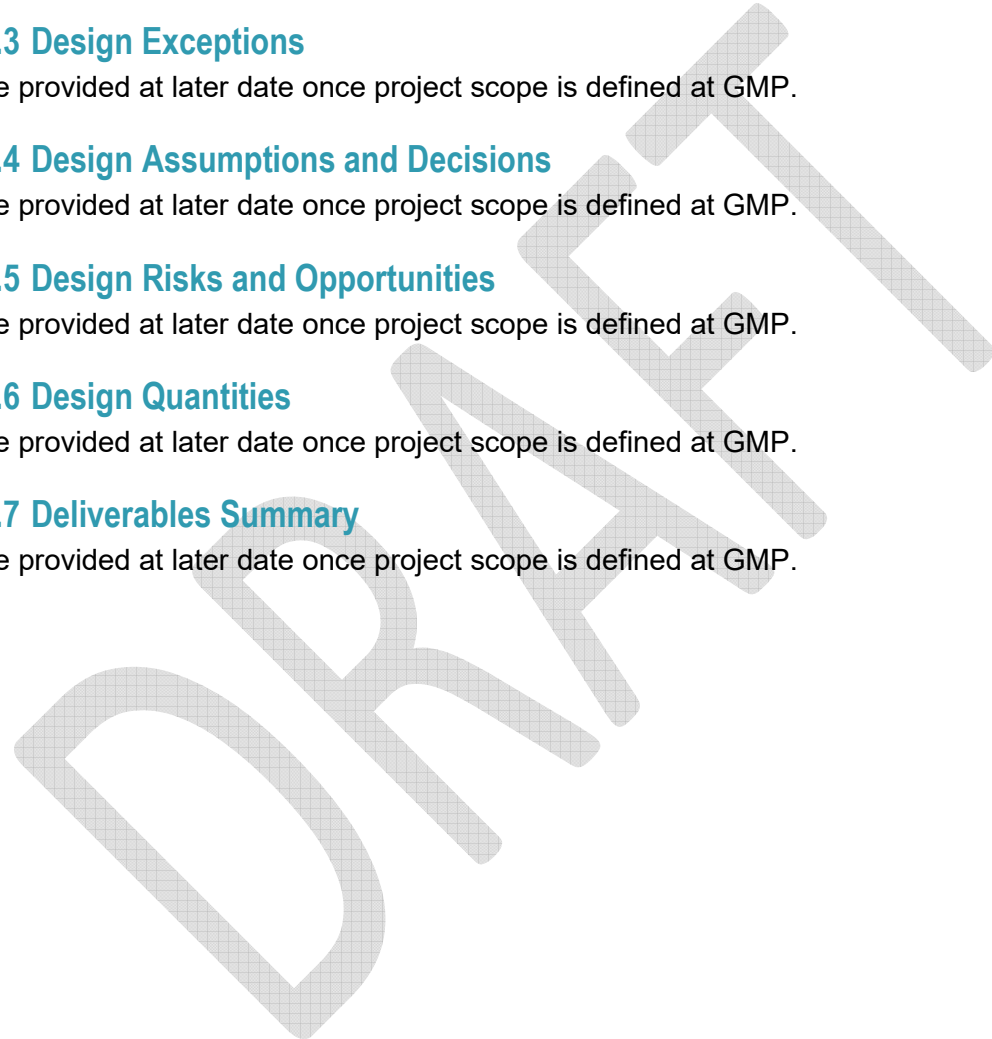 .3 Design Exceptions
e provided at later date once project scope is defined at GMP.
.4 Design Assumptions and Decisions
e provided at later date once project scope is defined at GMP.
.5 Design Risks and Opportunities
e provided at later date once project scope is defined at GMP.
.6 Design Quantities
e provided at later date once project scope is defined at GMP.
.7 Deliverables Summary
e provided at later date once project scope is defined at GMP.
DRAFT